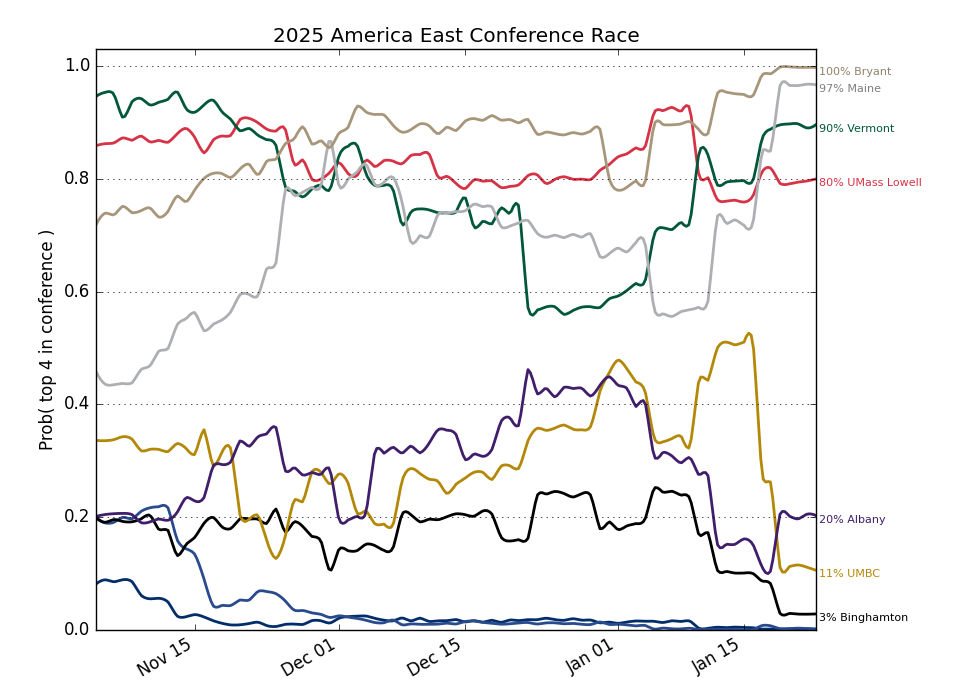 2025 America East Conference Race
1.0
100% Bryant
97% Maine
90% Vermont
0.8
80% UMass Lowell
0.6
Prob( top 4 in conference )
0.4
0.2
20% Albany
11% UMBC
3% Binghamton
0.0
Nov 15
Dec 01
Dec 15
Jan 01
Jan 15